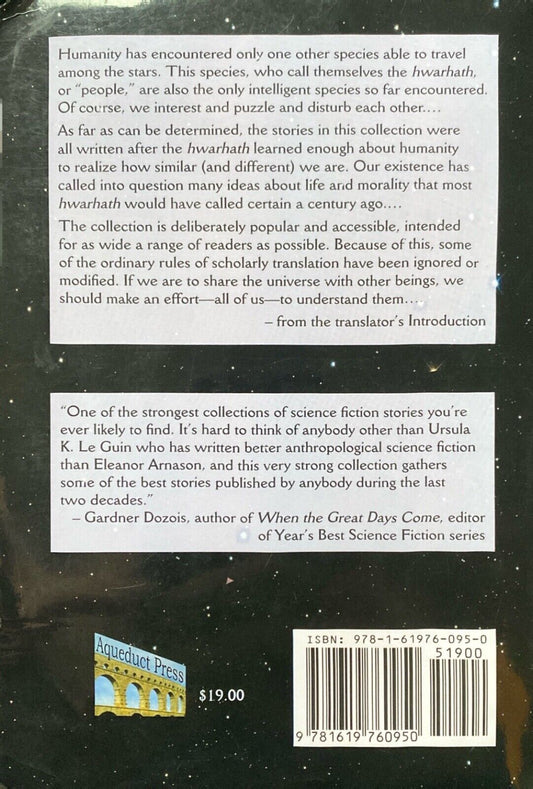 Humanity has encountered only one other species able to travel
among the stars. This species, who call themselves the hwarhath,
or “people,” are also the only intelligent species so far encountered.
Of course, we interest and puzzle and disturb each other....
As far as can be determined, the stories in this collection were
all written after the hwarhath learned enough about humanity
to realize how similar (and different) we are. Our existence has
called into question many ideas about life and morality that most
hwarhath would have called certain a century ago....
The collection is deliberately popular and accessible, intended
for as wide a range of readers as possible. Because of this, some
of the ordinary rules of scholarly translation have been ignored or
modified. If we are to share the universe with other beings, we
should make an effort—all of us—to understand them....
– from the translator's Introduction
“One of the strongest collections of science fiction stories you're
ever likely to find. It's hard to think of anybody other than Ursula
K. Le Guin who has written better anthropological science fiction
than Eleanor Arnason, and this very strong collection gathers
some of the best stories published by anybody during the last
two decades.”
– Gardner Dozois, author of When the Great Days Come, editor
of Year's Best Science Fiction series
Aqueduct Press
$19.00
ISBN: 978-1-61976-095-0
51900
9 781619 760950